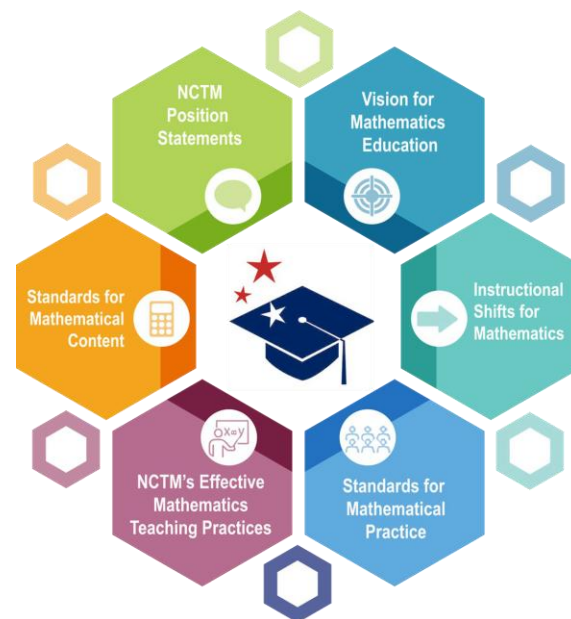 NCTM
Position
Statements
Vision for
Mathematics
Education
Standards for
Mathematical
Content
Instructional
Shifts for
Mathematics
OX=y
NCTM's Effective
Mathematics
Teaching Practices
Standards for
Mathematical
Practice